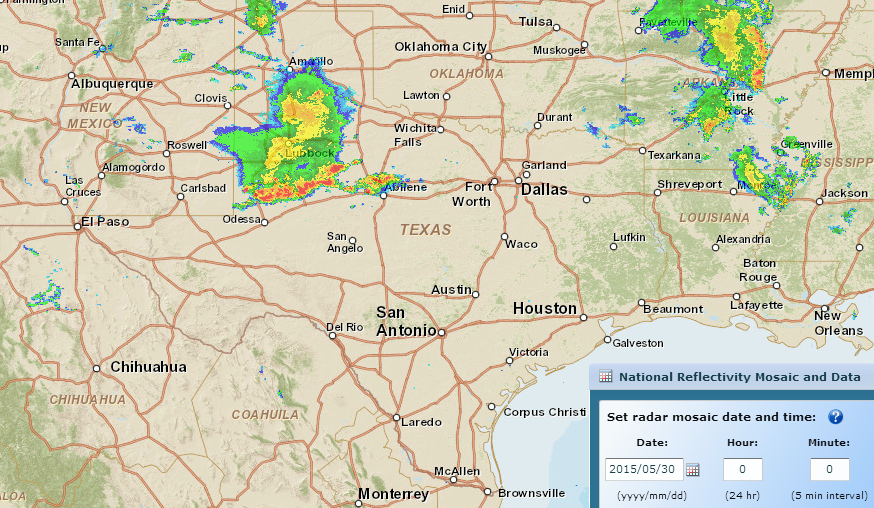 Farmington
Enid
Tulsa
Fayetteville
Santa Fe
Oklahoma City
Muskogee
Amarillo
OKLAHOMA
Albuquerque
ARKANS
Memph
Clovis
Lawton
Little
Rock
NEW
MEXICO
Durant
Wichita
Falls
Roswell
Lubbock
Greenville
Texarkana
MISSISSIPP
Alamogordo
Garland
Las
Cruces
Carlsbad
Abilene
Fort
Worth
Dallas
Shreveport
Monroe
Jackson
El Paso
Odessa
LOUISIANA
TEXAS
San
Angelo
Waco
Lufkin
Alexandria
Baton
Rouge
Austin
San
Antonio
Houston
Beaumont
Lafayette
New
Orleans
Del Rio
Galveston
Victoria
Chihuahua
National Reflectivity Mosaic and Data
CHIHUAHUA
COAHUILA
Corpus Christi
Set radar mosaic date and time: ?
Laredo
Date: Hour: Minute:
2015/05/30 0 0
McAllen
(yyyy/mm/dd) (24 hr) (5 min interval)
Monterrey
Brownsville
ALOA